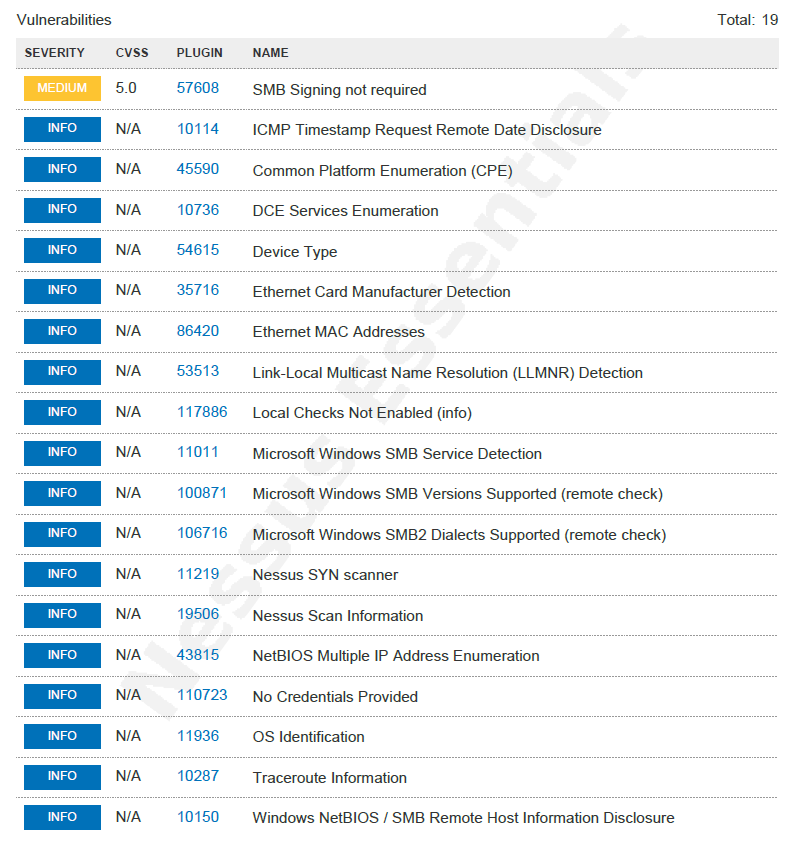 Vulnerabilities Total: 19
SEVERITY CVSS PLUGIN NAME
MEDIUM 5.0 57608 SMB Signing not required
INFO N/A 10114 ICMP Timestamp Request Remote Date Disclosure
INFO N/A 45590 Common Platform Enumeration (CPE)
INFO N/A 10736 DCE Services Enumeration
INFO N/A 54615 Device Type
INFO N/A 35716 Ethernet Card Manufacturer Detection
INFO N/A 86420 Ethernet MAC Addresses
INFO N/A 53513 Link-Local Multicast Name Resolution (LLMNR) Detection
INFO N/A 117886 Local Checks Not Enabled (info)
INFO N/A 11011 Microsoft Windows SMB Service Detection
INFO N/A 100871 Microsoft Windows SMB Versions Supported (remote check)
INFO N/A 106716 Microsoft Windows SMB2 Dialects Supported (remote check)
INFO N/A 11219 Nessus SYN scanner
INFO N/A 19506 Nessus Scan Information
INFO N/A 43815 NetBIOS Multiple IP Address Enumeration
INFO N/A 110723 No Credentials Provided
INFO N/A 11936 OS Identification
INFO N/A 10287 Traceroute Information
INFO N/A 10150 Windows NetBIOS / SMB Remote Host Information Disclosure
Nessus Essentials